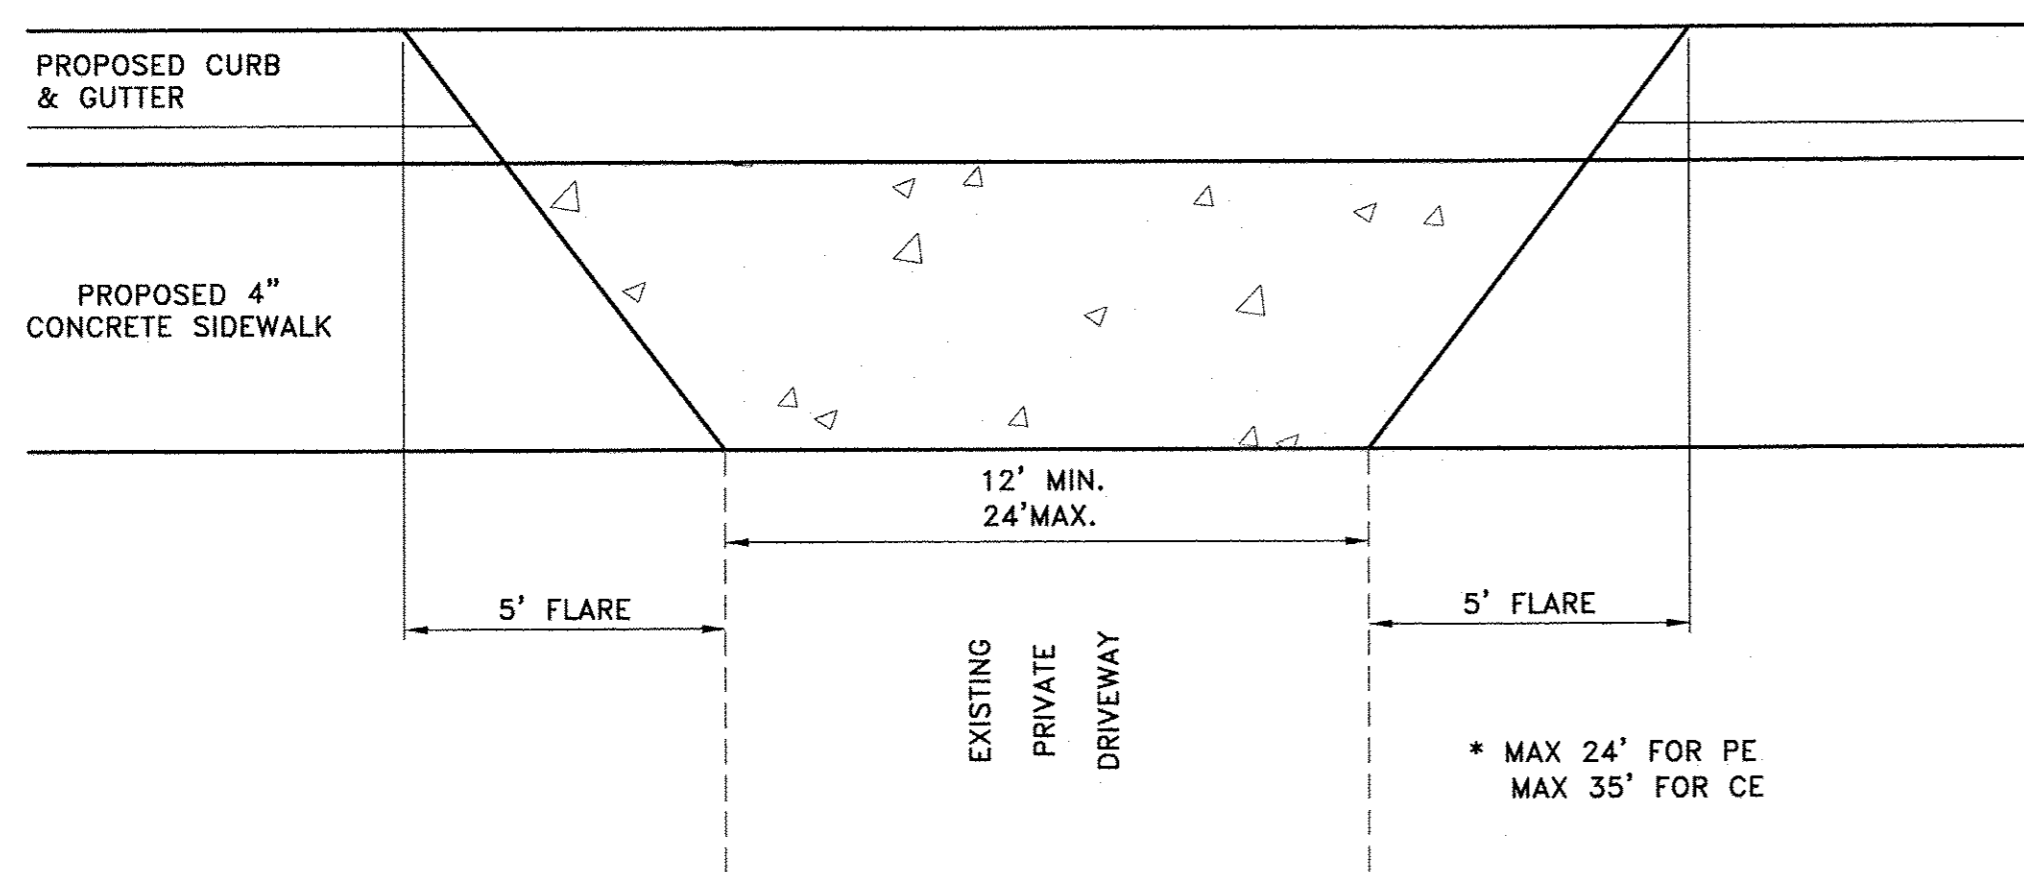 PROPOSED CURB
& GUTTER
PROPOSED 4"
CONCRETE SIDEWALK
12' MIN.
24'MAX.
5' FLARE
5' FLARE
EXISTING
PRIVATE
DRIVEWAY
* MAX 24' FOR PE
MAX 35' FOR CE